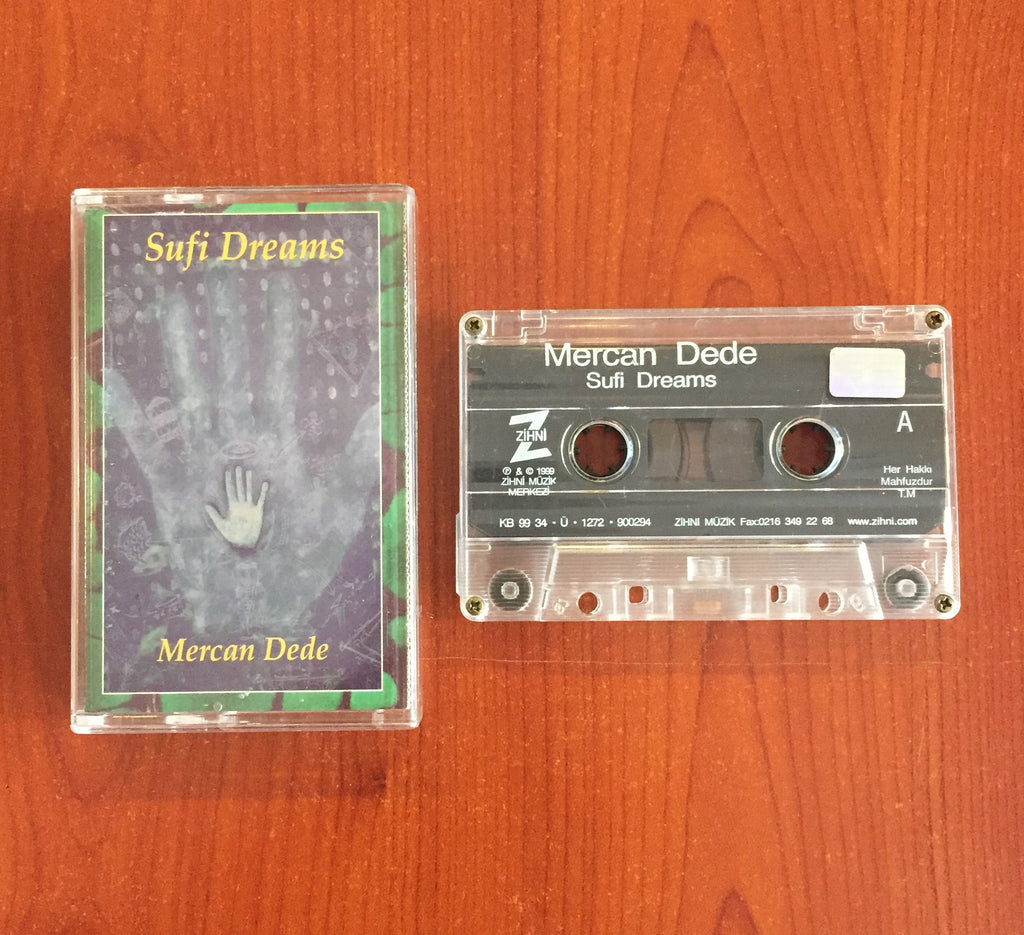 Sufi Dreams
Mercan Dede
Mercan Dede
Sufi Dreams
ZİHNİ
A
℗ & © 1999
ZİHNİ MÜZİK
MERKEZİ
Her Hakkı
Mahfuzdur
T.M
KB 99 34 • Ü • 1272 • 900294 ZİHNİ MÜZİK Fax:0216 349 22 68 www.zihni.com